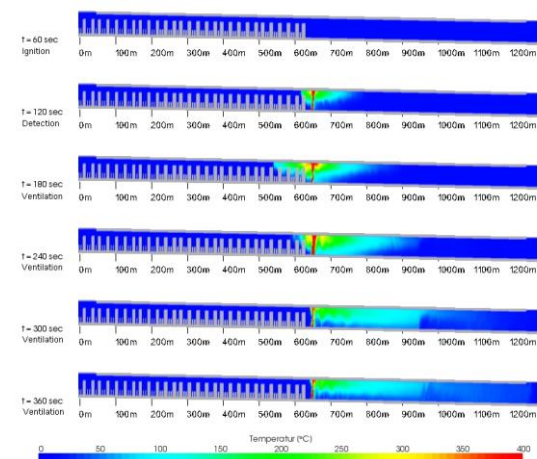 t = 60 sec
Ignition
0m 100m 200m 300m 400m 500m 600m 700m 800m 900m 1000m 1100m 1200m
t = 120 sec
Detection
0m 100m 200m 300m 400m 500m 600m 700m 800m 900m 1000m 1100m 1200m
t = 180 sec
Ventilation
0m 100m 200m 300m 400m 500m 600m 700m 800m 900m 1000m 1100m 1200m
t = 240 sec
Ventilation
0m 100m 200m 300m 400m 500m 600m 700m 800m 900m 1000m 1100m 1200m
t = 300 sec
Ventilation
0m 100m 200m 300m 400m 500m 600m 700m 800m 900m 1000m 1100m 1200m
t = 360 sec
Ventilation
0m 100m 200m 300m 400m 500m 600m 700m 800m 900m 1000m 1100m 1200m
Temperatur (°C)
0 50 100 150 200 250 300 350 400